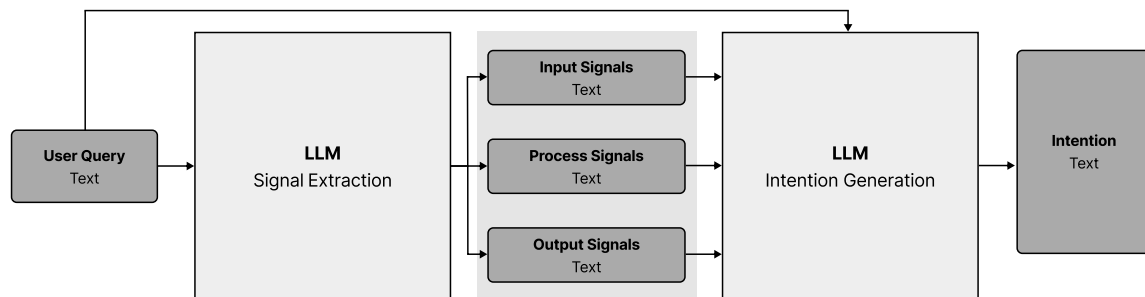 User Query
Text
LLM
Signal Extraction
Input Signals
Text
Process Signals
Text
Output Signals
Text
LLM
Intention Generation
Intention
Text